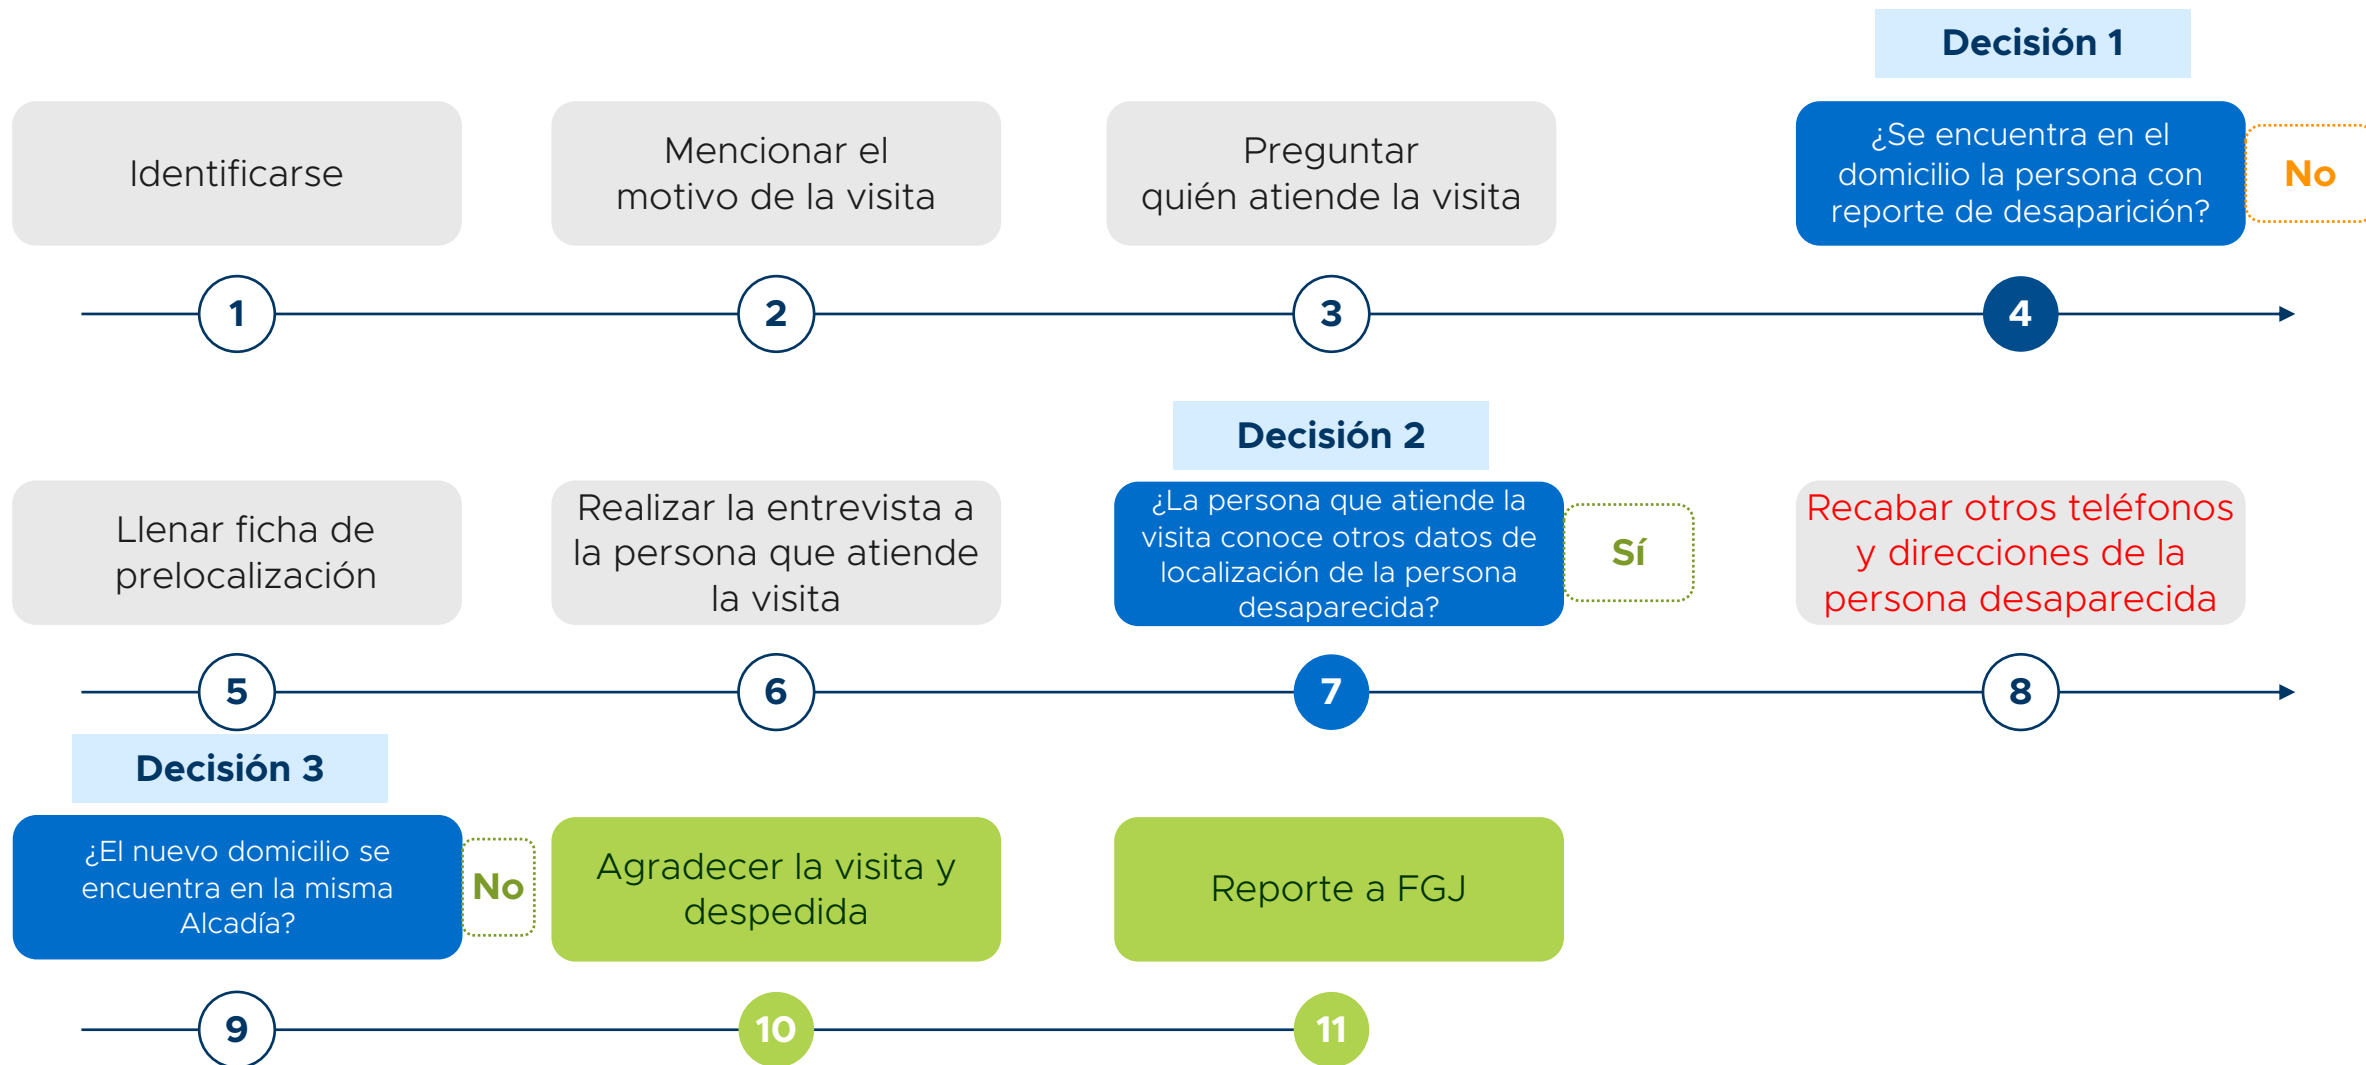 Decisión 1
Identificarse
Mencionar el
motivo de la visita
Preguntar
quién atiende la visita
¿Se encuentra en el
domicilio la persona con
reporte de desaparición?
No
1
2
3
4
Decisión 2
Llenar ficha de
prelocalización
Realizar la entrevista a
la persona que atiende
la visita
¿La persona que atiende la
visita conoce otros datos de
localización de la persona
desaparecida?
Sí
Recabar otros teléfonos
y direcciones de la
persona desaparecida
5
6
7
8
Decisión 3
¿El nuevo domicilio se
encuentra en la misma
Alcadía?
No
Agradecer la visita y
despedida
Reporte a FGJ
9
10
11